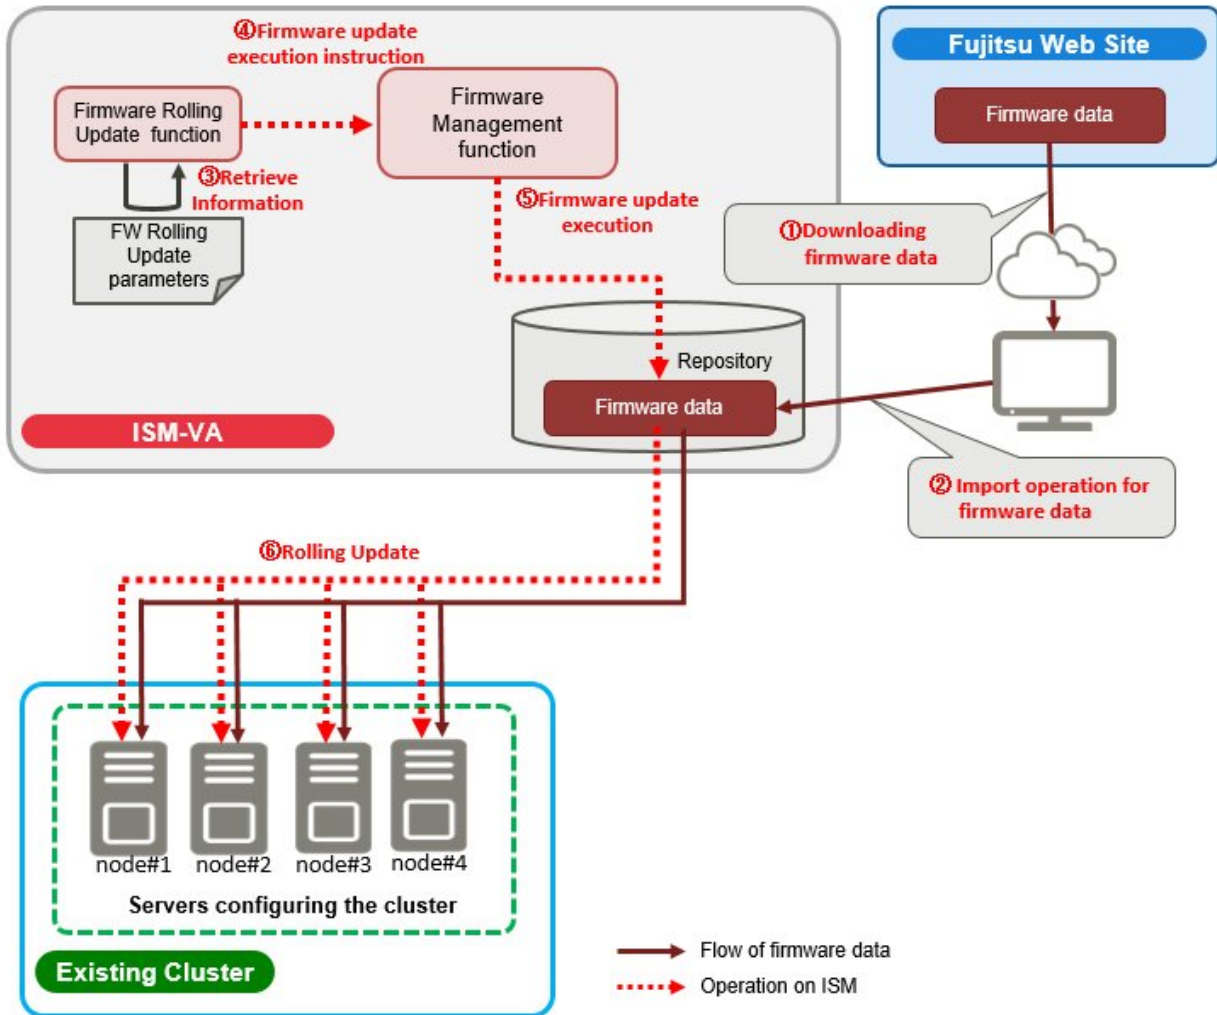 ④Firmware update
execution instruction
Fujitsu Web Site
Firmware Rolling
Update function
Firmware
Management
function
Firmware data
③Retrieve
Information
⑤Firmware update
execution
①Downloading
firmware data
FW Rolling
Update
parameters
Repository
Firmware data
ISM-VA
② Import operation for
firmware data
⑥Rolling Update
node#1
node#2
node#3
node#4
Servers configuring the cluster
Existing Cluster
Flow of firmware data
Operation on ISM